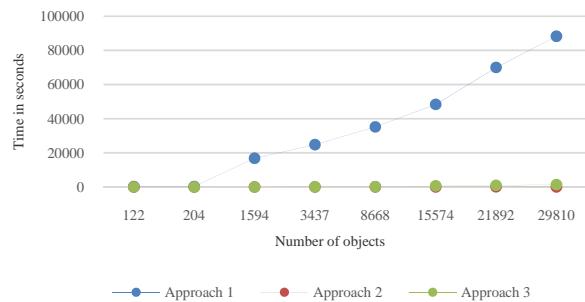 100000
80000
60000
40000
20000
0
Time in seconds
122 204 1594 3437 8668 15574 21892 29810
Number of objects
Approach 1 Approach 2 Approach 3